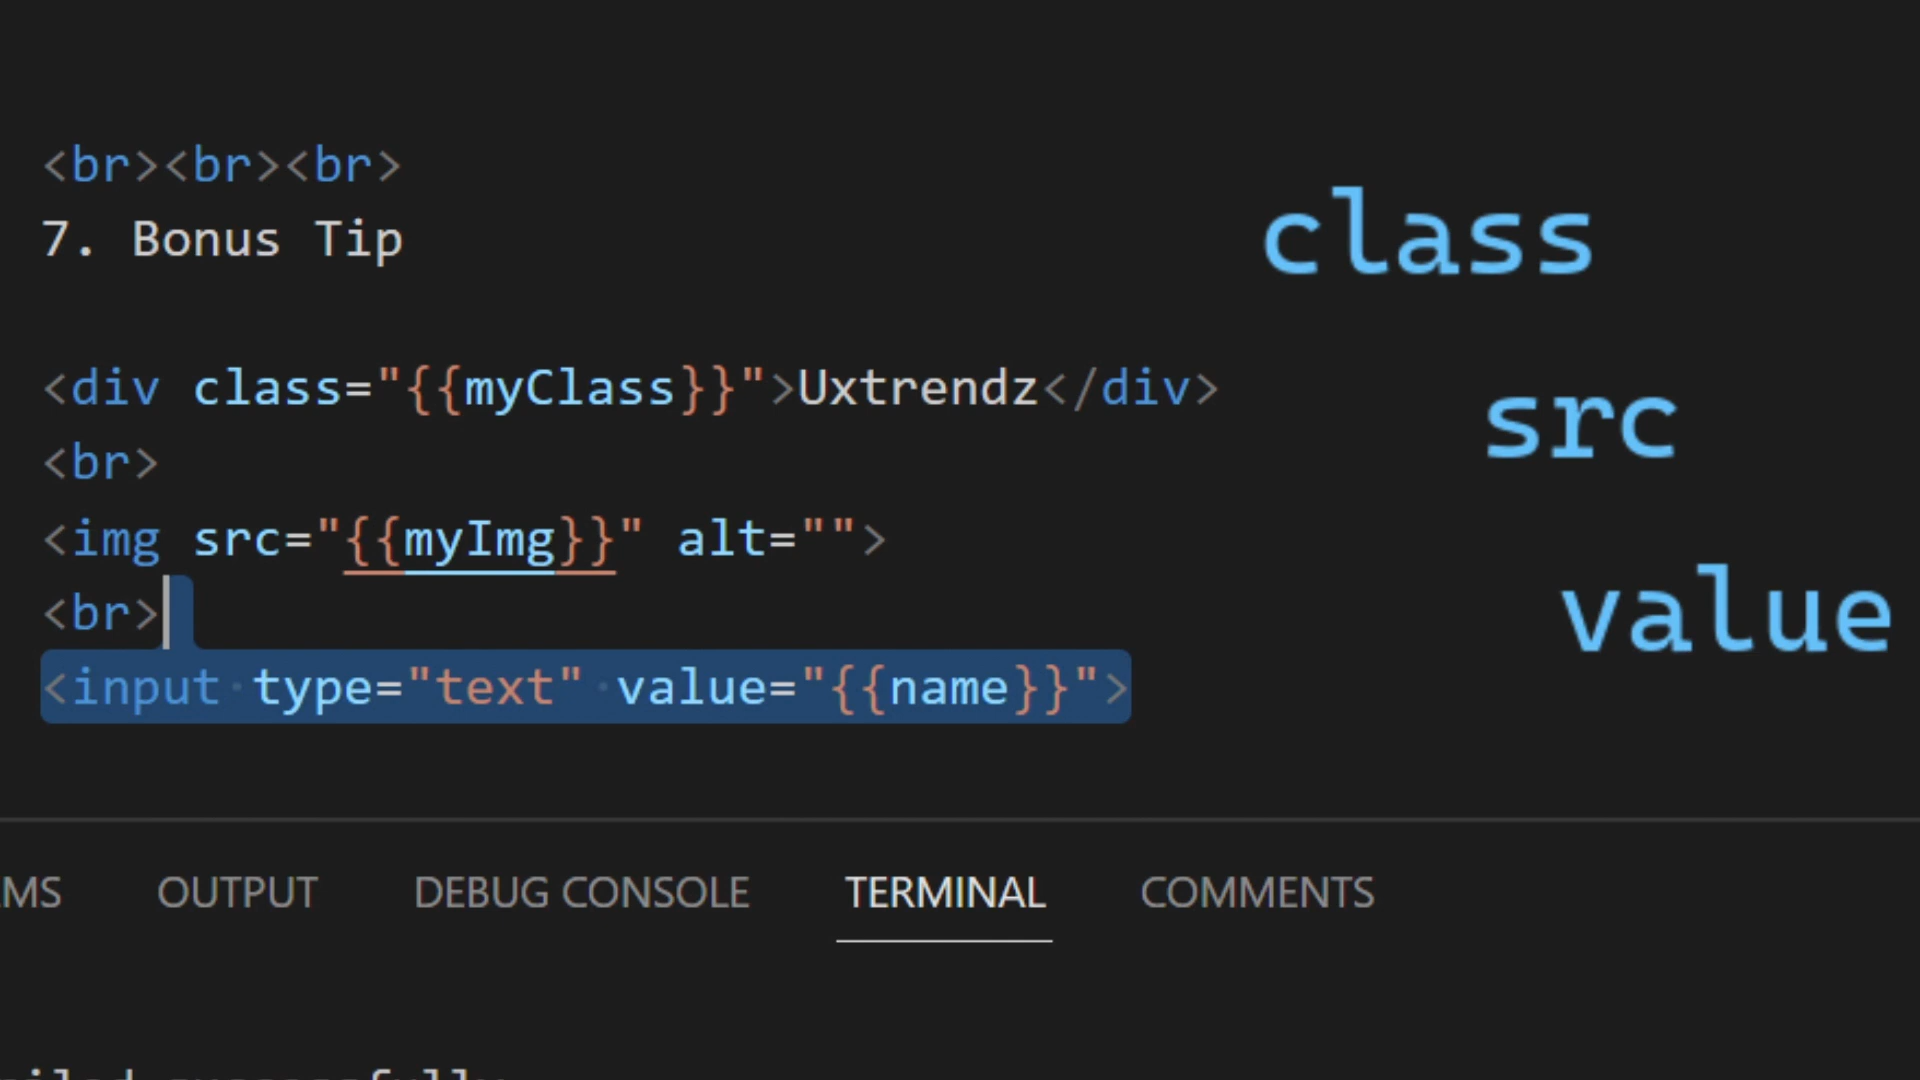 <br><br><br>
7. Bonus Tip
class
<div class="{{myClass}}">Uxtrendz</div>
src
<br>
<img src="{{myImg}}" alt="">
<br>
value
<input type="text" value="{{name}}">
OUTPUT DEBUG CONSOLE TERMINAL COMMENTS
successfully